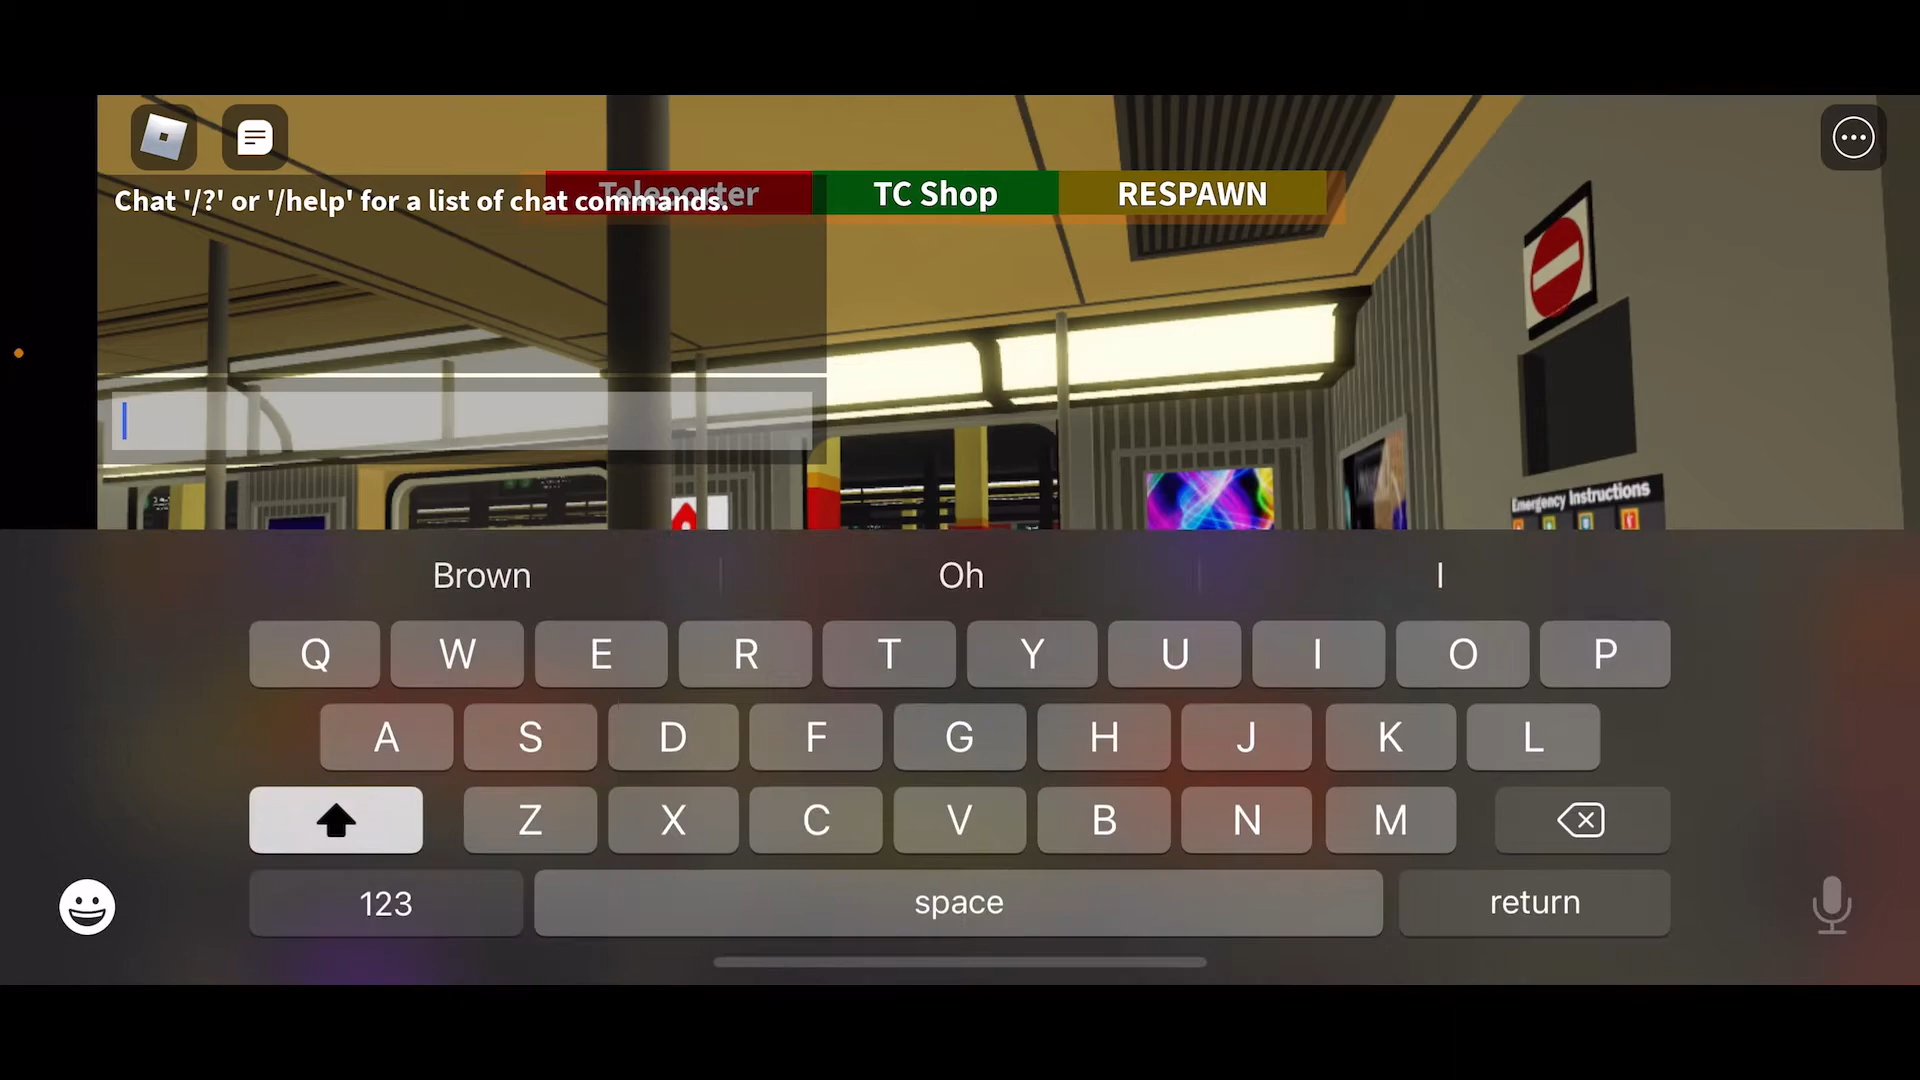 Teleporter
TC Shop
RESPAWN
Chat '/?' or '/help' for a list of chat commands.
Emergency Instructions
Brown
Oh
I
Q W E R T Y U I O P
A S D F G H J K L
Z X C V B N M
123
space
return